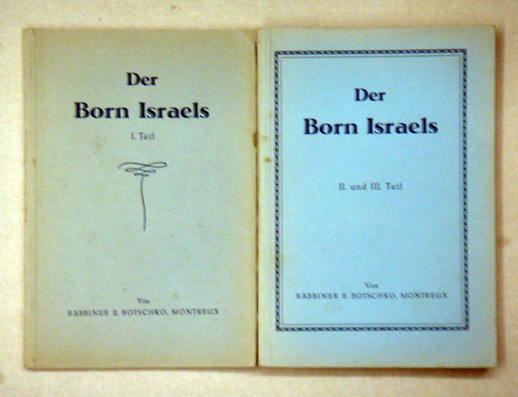 Der
Born Israels
I. Teil
Von
RABBINER E. BOTSCHKO, MONTREUX
Der
Born Israels
II. und III. Teil
Von
RABBINER E. BOTSCHKO, MONTREUX